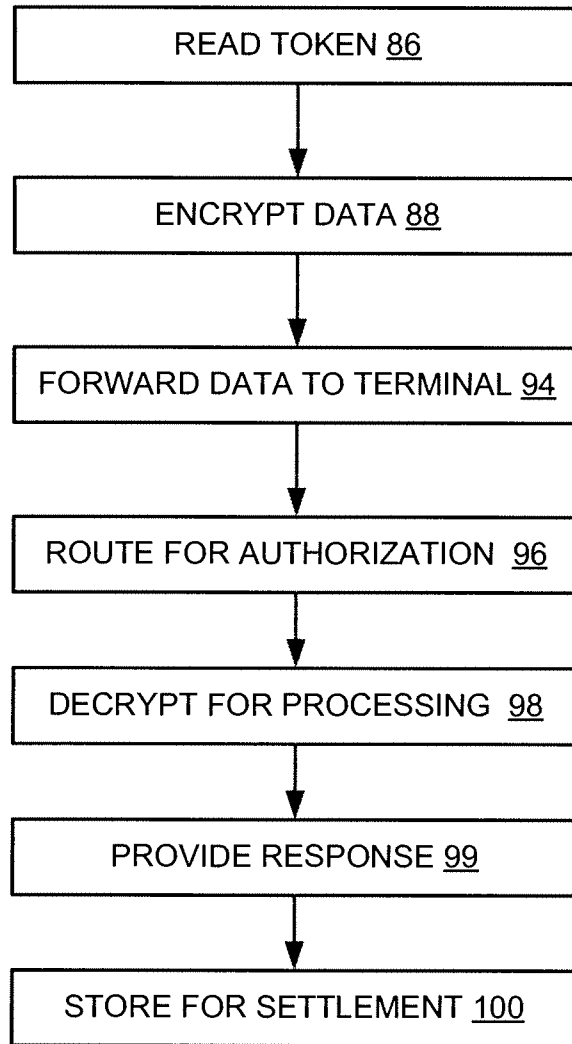 READ TOKEN 86
ENCRYPT DATA 88
FORWARD DATA TO TERMINAL 94
ROUTE FOR AUTHORIZATION 96
DECRYPT FOR PROCESSING 98
PROVIDE RESPONSE 99
STORE FOR SETTLEMENT 100